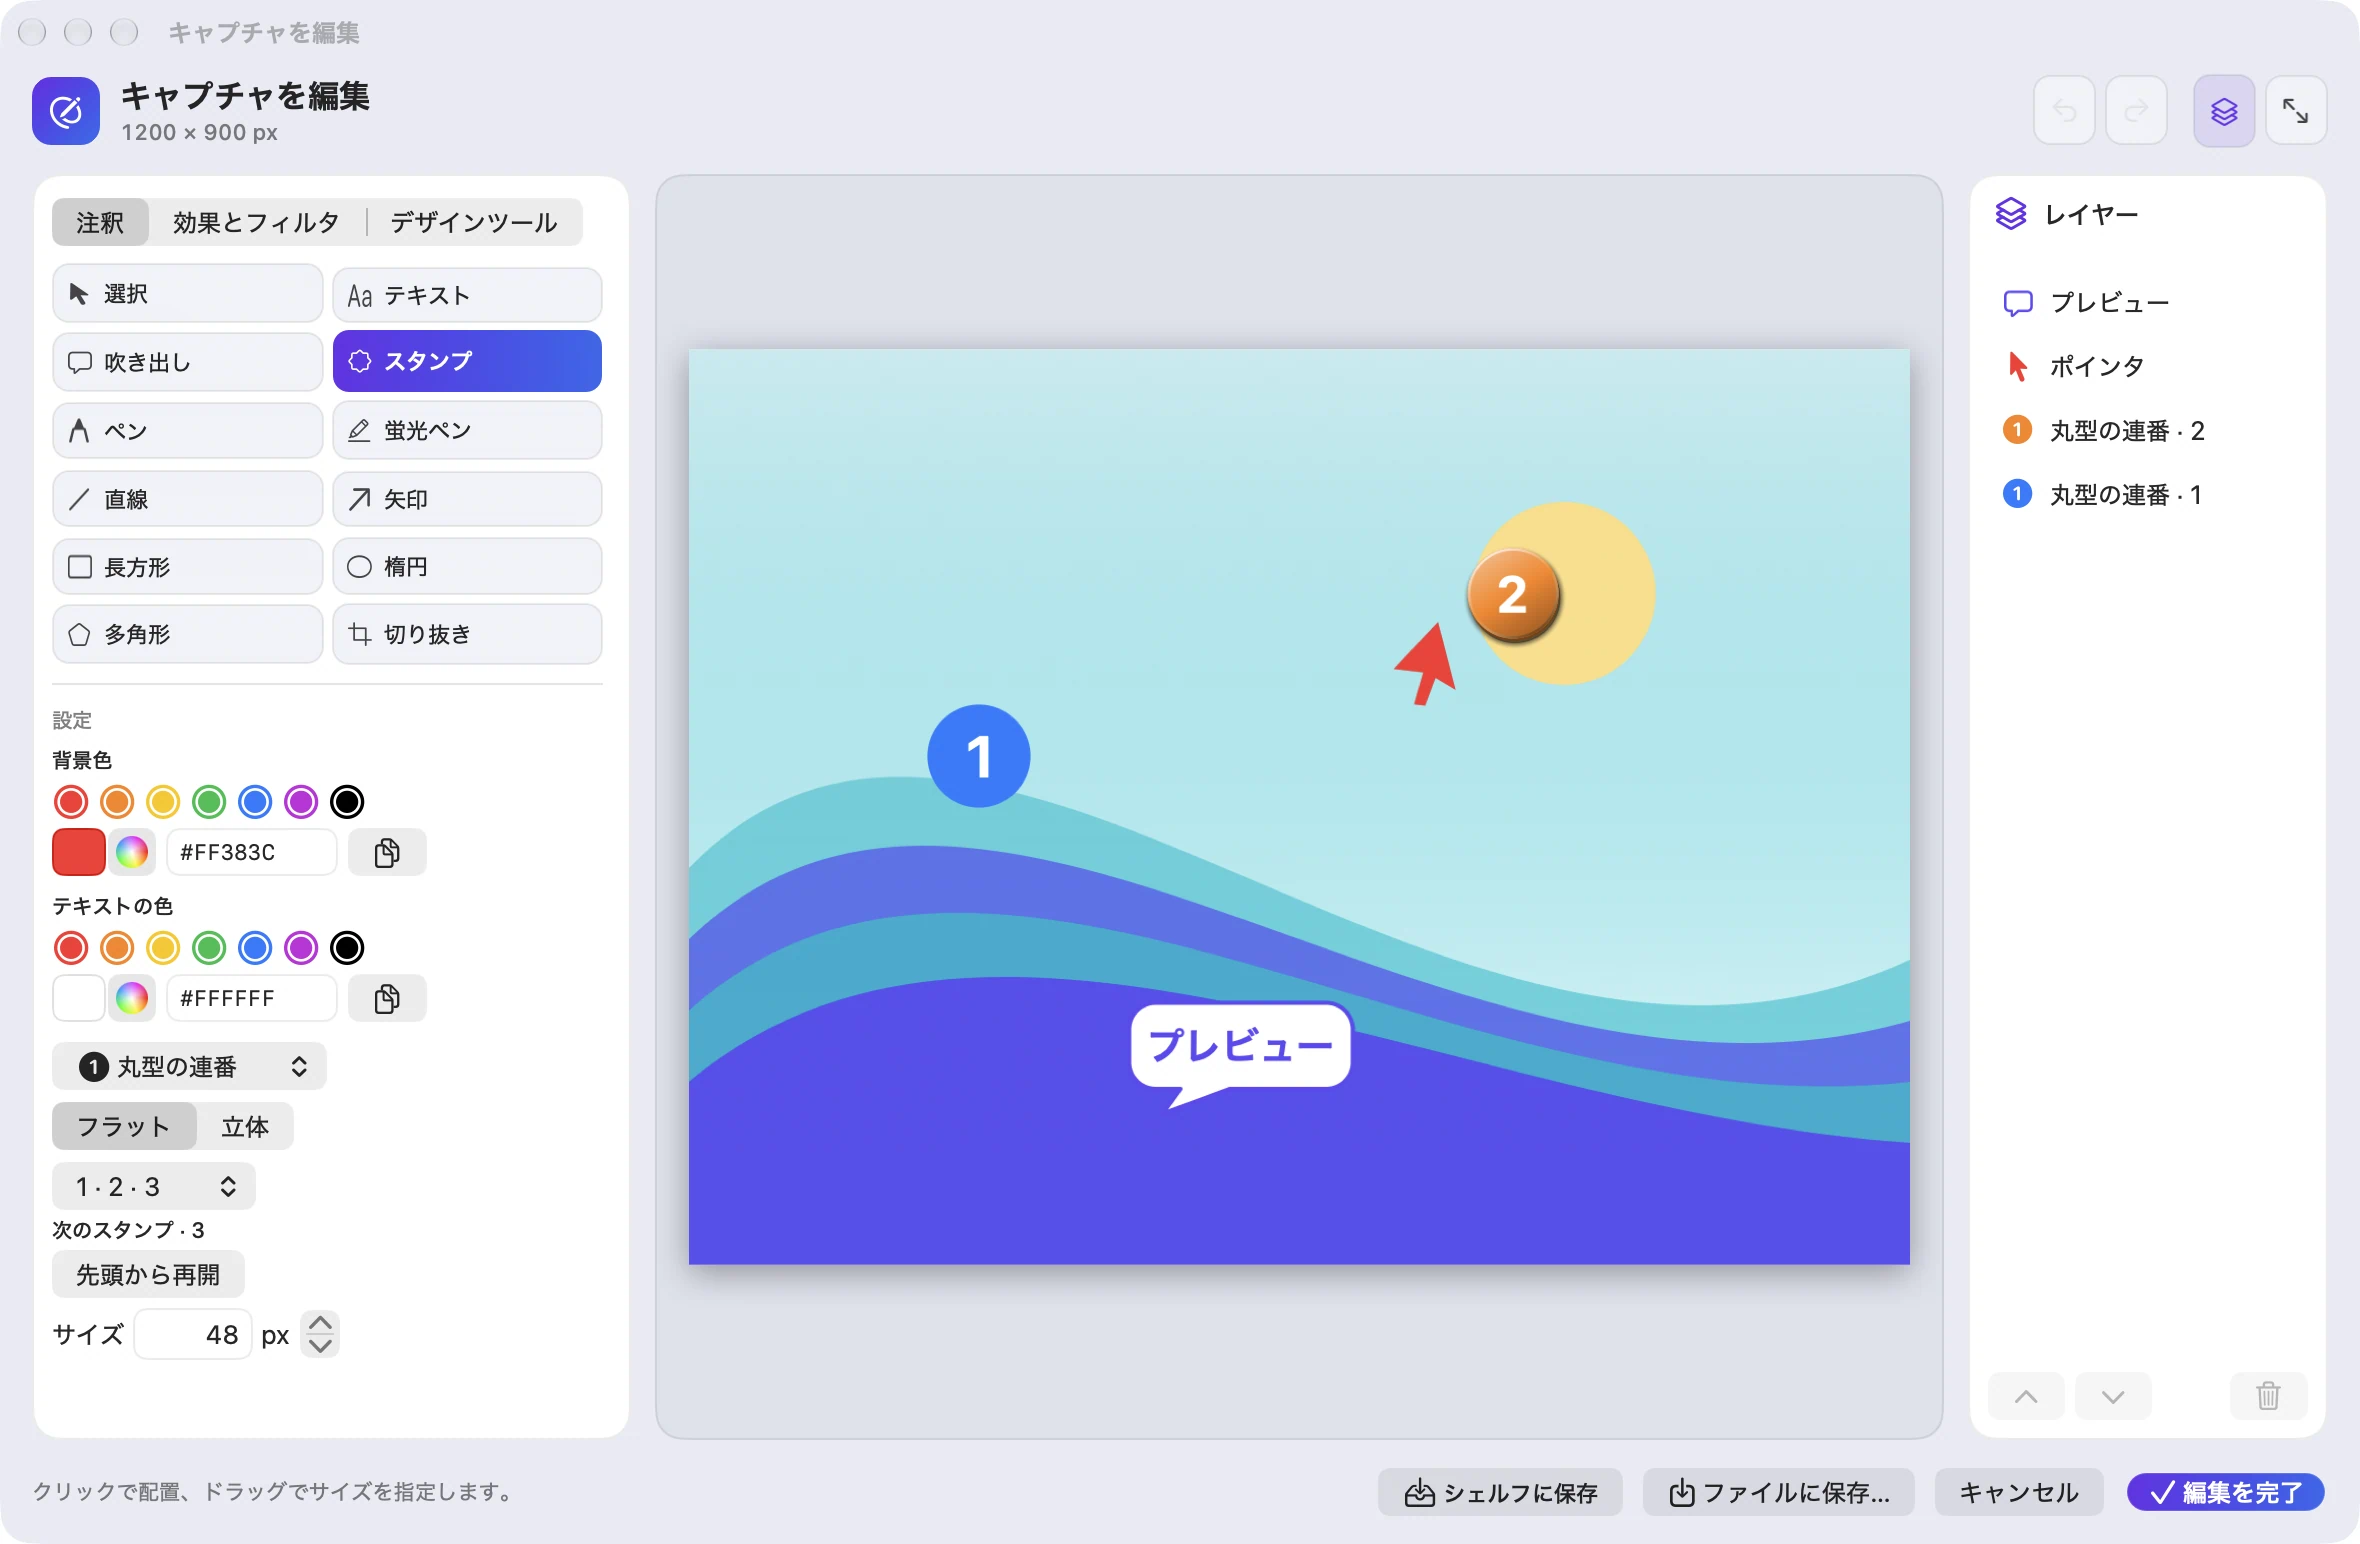 キャプチャを編集
キャプチャを編集
1200 × 900 px
注釈 効果とフィルタ デザインツール
選択 Aa テキスト
吹き出し スタンプ
ペン 蛍光ペン
直線 矢印
長方形 楕円
多角形 切り抜き
設定
背景色
#FF383C
テキストの色
#FFFFFF
1 丸型の連番
フラット 立体
1 · 2 · 3
次のスタンプ · 3
先頭から再開
サイズ 48 px
2
1
プレビュー
レイヤー
プレビュー
ポインタ
1 丸型の連番 · 2
1 丸型の連番 · 1
クリックで配置、ドラッグでサイズを指定します。
シェルフに保存 ファイルに保存... キャンセル 編集を完了